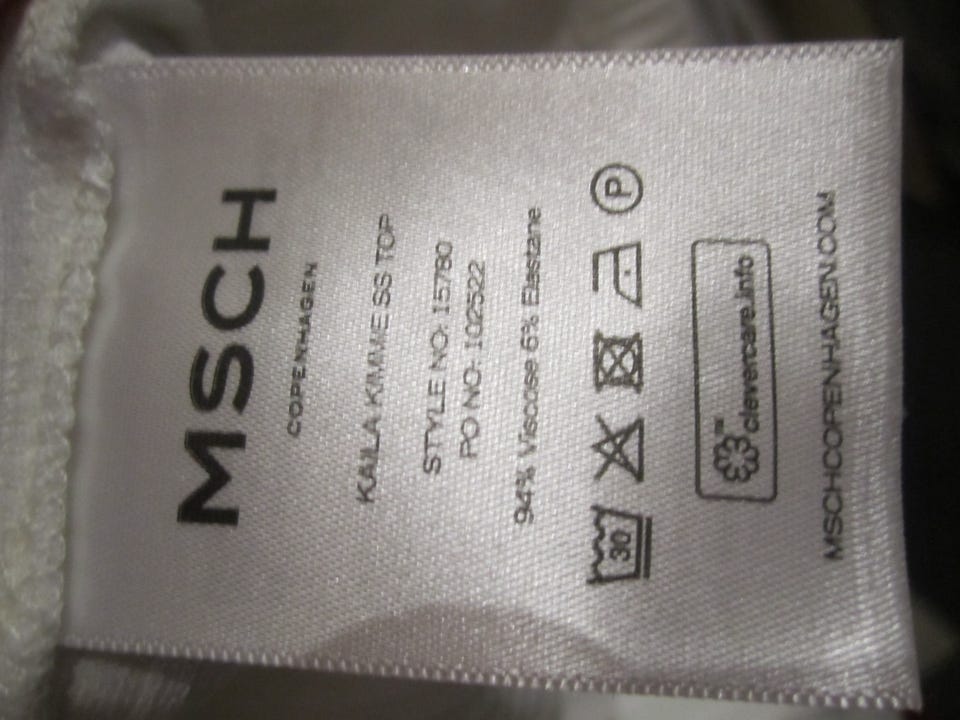 MSCH
COPENHAGEN
KAILA KIMMIE SS TOP
STYLE NO: 15780
PO NO: 102522
94% Viscose 6% Elastane
30 P
clevercare.info
MSCHCOPENHAGEN.COM